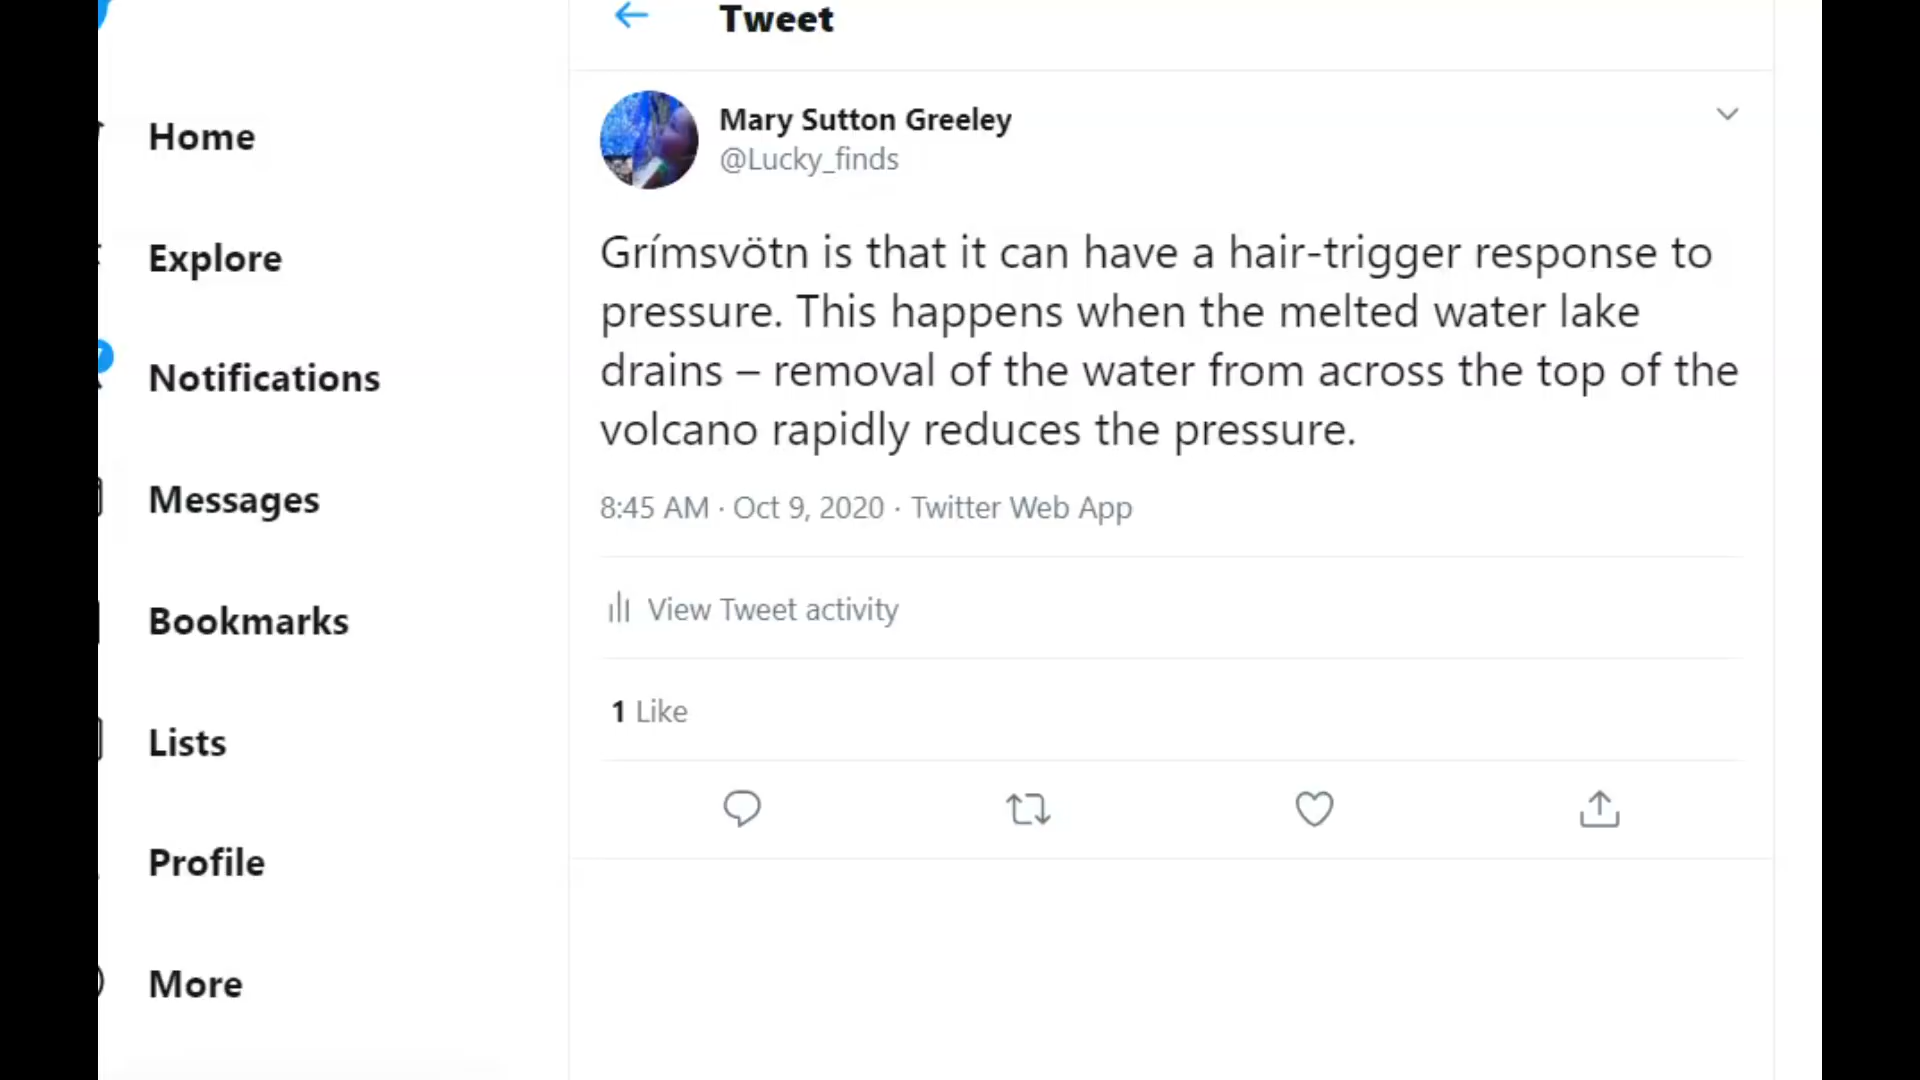 Tweet
Home
Explore
Notifications
Messages
Bookmarks
Lists
Profile
More
Mary Sutton Greeley
@Lucky_finds
Grímsvötn is that it can have a hair-trigger response to
pressure. This happens when the melted water lake
drains – removal of the water from across the top of the
volcano rapidly reduces the pressure.
8:45 AM · Oct 9, 2020 · Twitter Web App
View Tweet activity
1 Like